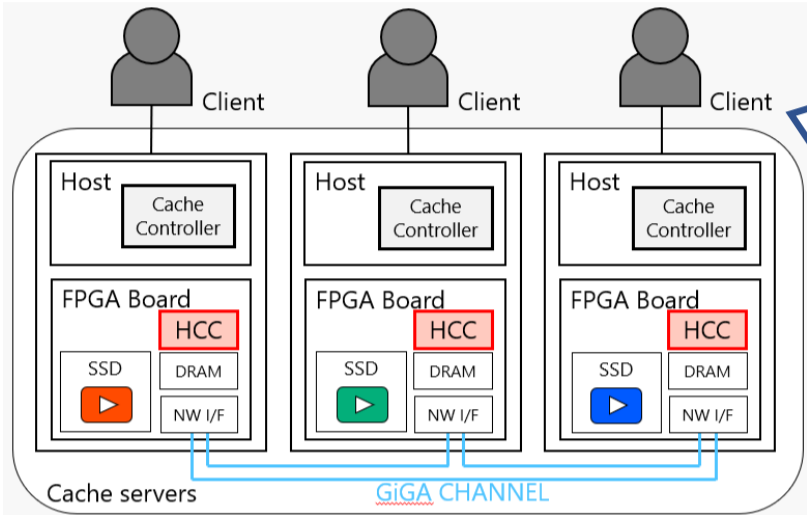 Client
Client
Client
Host
Cache
Controller
Host
Cache
Controller
Host
Cache
Controller
FPGA Board
HCC
SSD
DRAM
NW I/F
FPGA Board
HCC
SSD
DRAM
NW I/F
FPGA Board
HCC
SSD
DRAM
NW I/F
Cache servers
GiGA CHANNEL